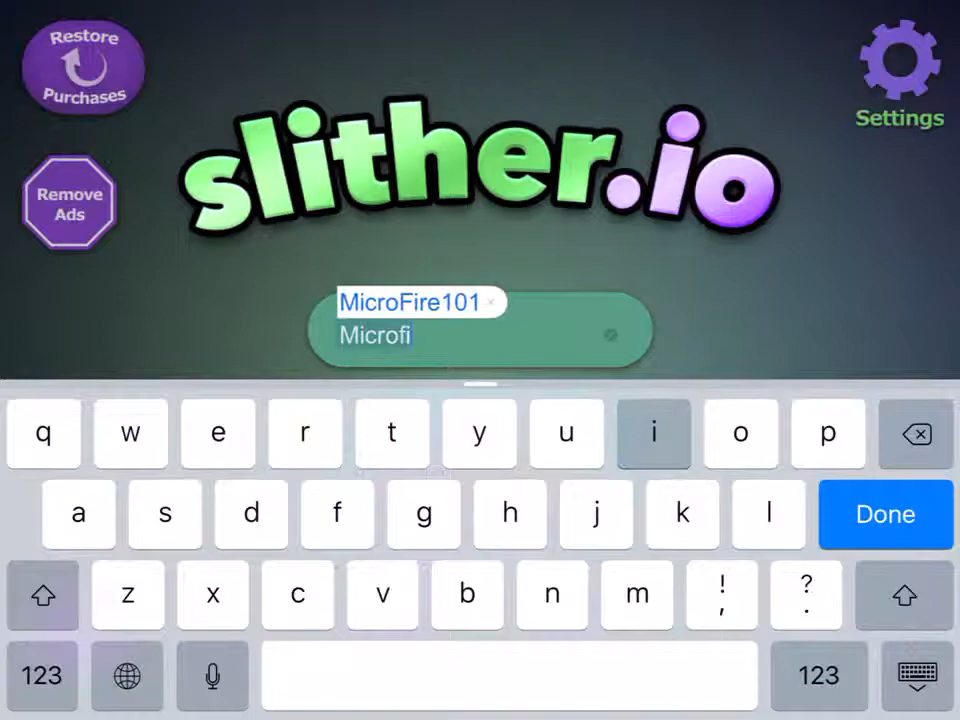 Restore
Purchases
Settings
slither.io
Remove
Ads
MicroFire101 ×
Microfi
q w e r t y u i o p
a s d f g h j k l Done
z x c v b n m ! , ? .
123 123